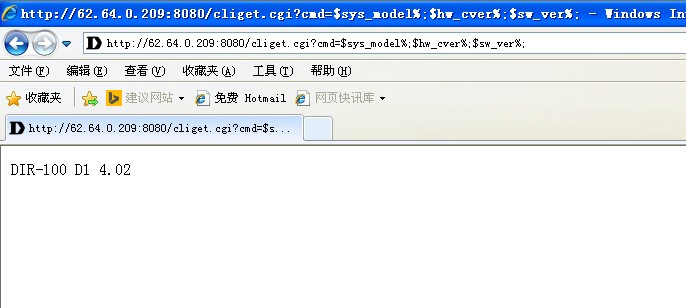 http://62.64.0.209:8080/cliget.cgi?cmd=$sys_model%;$hw_cver%;$sw_ver%; - Windows Int
http://62.64.0.209:8080/cliget.cgi?cmd=$sys_model%;$hw_cver%;$sw_ver%;
文件(F) 编辑(E) 查看(V) 收藏夹(A) 工具(T) 帮助(H)
收藏夹 建议网站 免费 Hotmail 网页快讯库
http://62.64.0.209:8080/cliget.cgi?cmd=$s...
DIR-100 D1 4.02